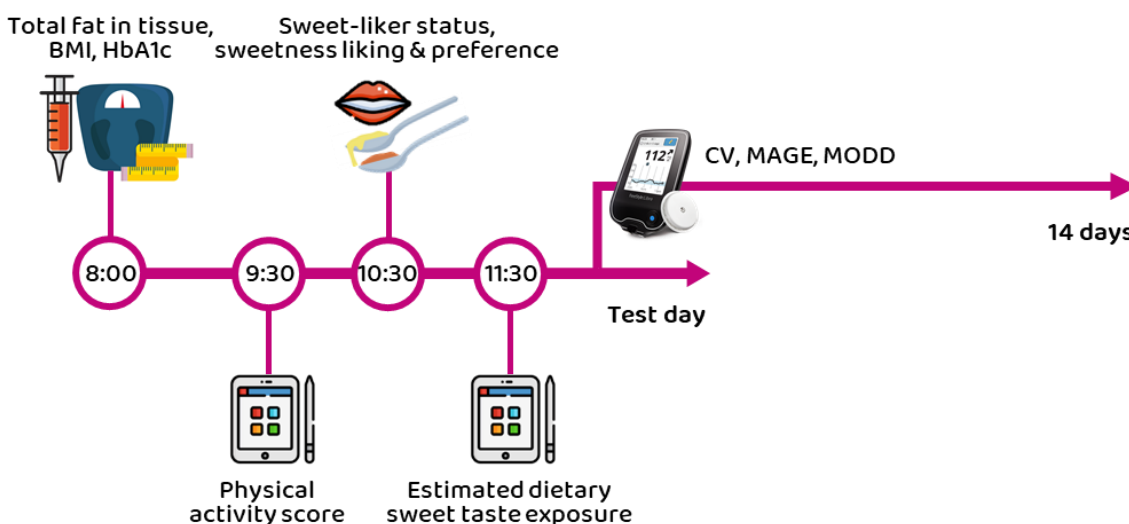 Total fat in tissue,
BMI, HbA1c
Sweet-liker status,
sweetness liking & preference
112
CV, MAGE, MODD
14 days
8:00
9:30
10:30
11:30
Test day
Physical
activity score
Estimated dietary
sweet taste exposure